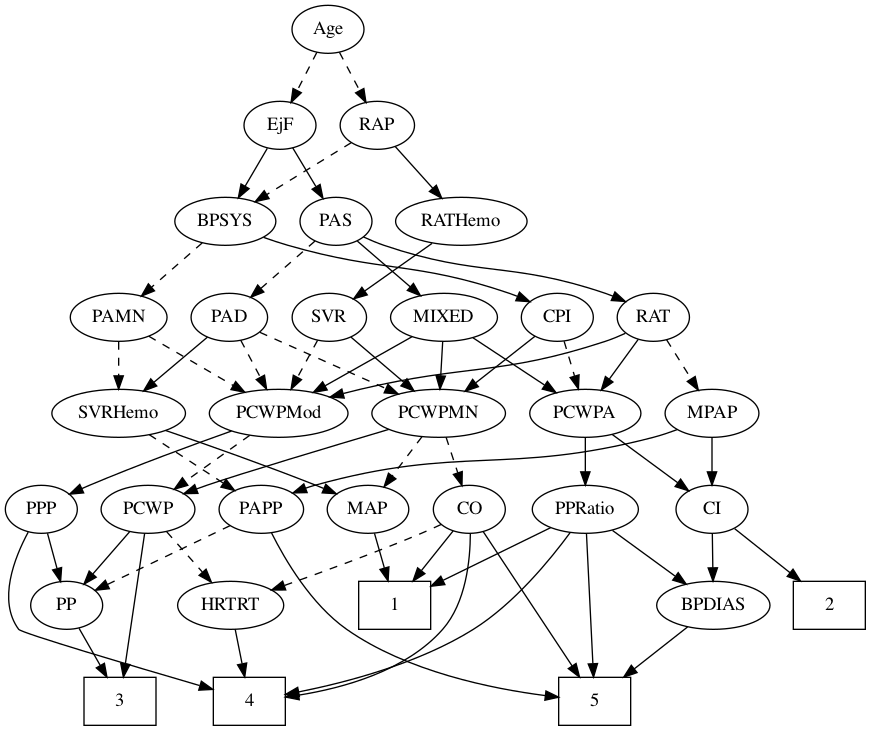 Age
EjF
RAP
BPSYS
PAS
RATHemo
PAMN
PAD
SVR
MIXED
CPI
RAT
SVRHemo
PCWPMod
PCWPMN
PCWPA
MPAP
PPP
PCWP
PAPP
MAP
CO
PPRatio
CI
PP
HRTRT
1
BPDIAS
2
3
4
5